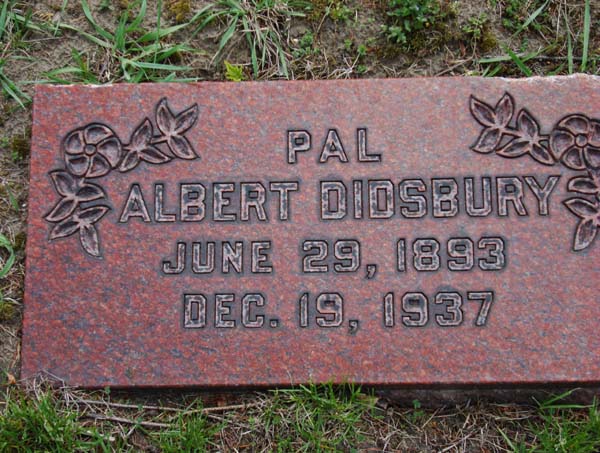 PAL
ALBERT DIDSBURY
JUNE 29, 1893
DEC. 19, 1937